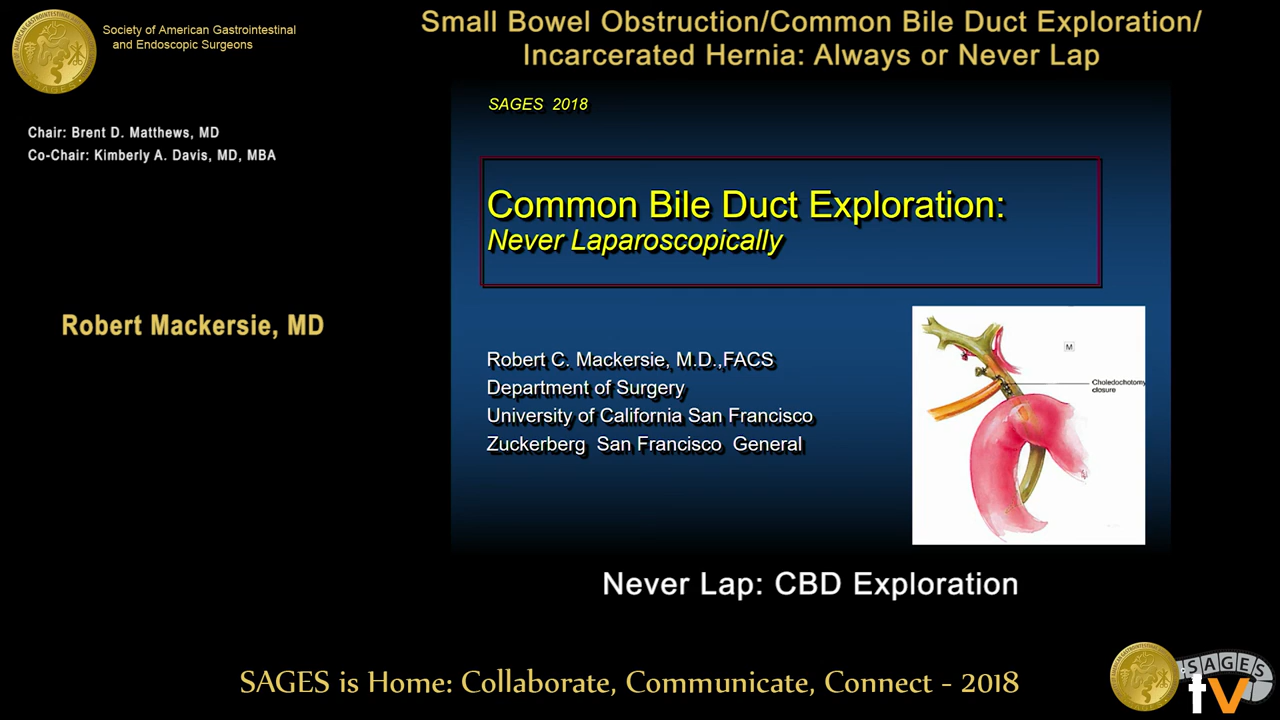 Society of American Gastrointestinal
and Endoscopic Surgeons
Small Bowel Obstruction/Common Bile Duct Exploration/
Incarcerated Hernia: Always or Never Lap
Chair: Brent D. Matthews, MD
Co-Chair: Kimberly A. Davis, MD, MBA
Robert Mackersie, MD
SAGES 2018
Common Bile Duct Exploration:
Never Laparoscopically
Robert C. Mackersie, M.D.,FACS
Department of Surgery
University of California San Francisco
Zuckerberg San Francisco General
M
Choledochotomy
closure
Never Lap: CBD Exploration
SAGES is Home: Collaborate, Communicate, Connect - 2018
SAGES
tv